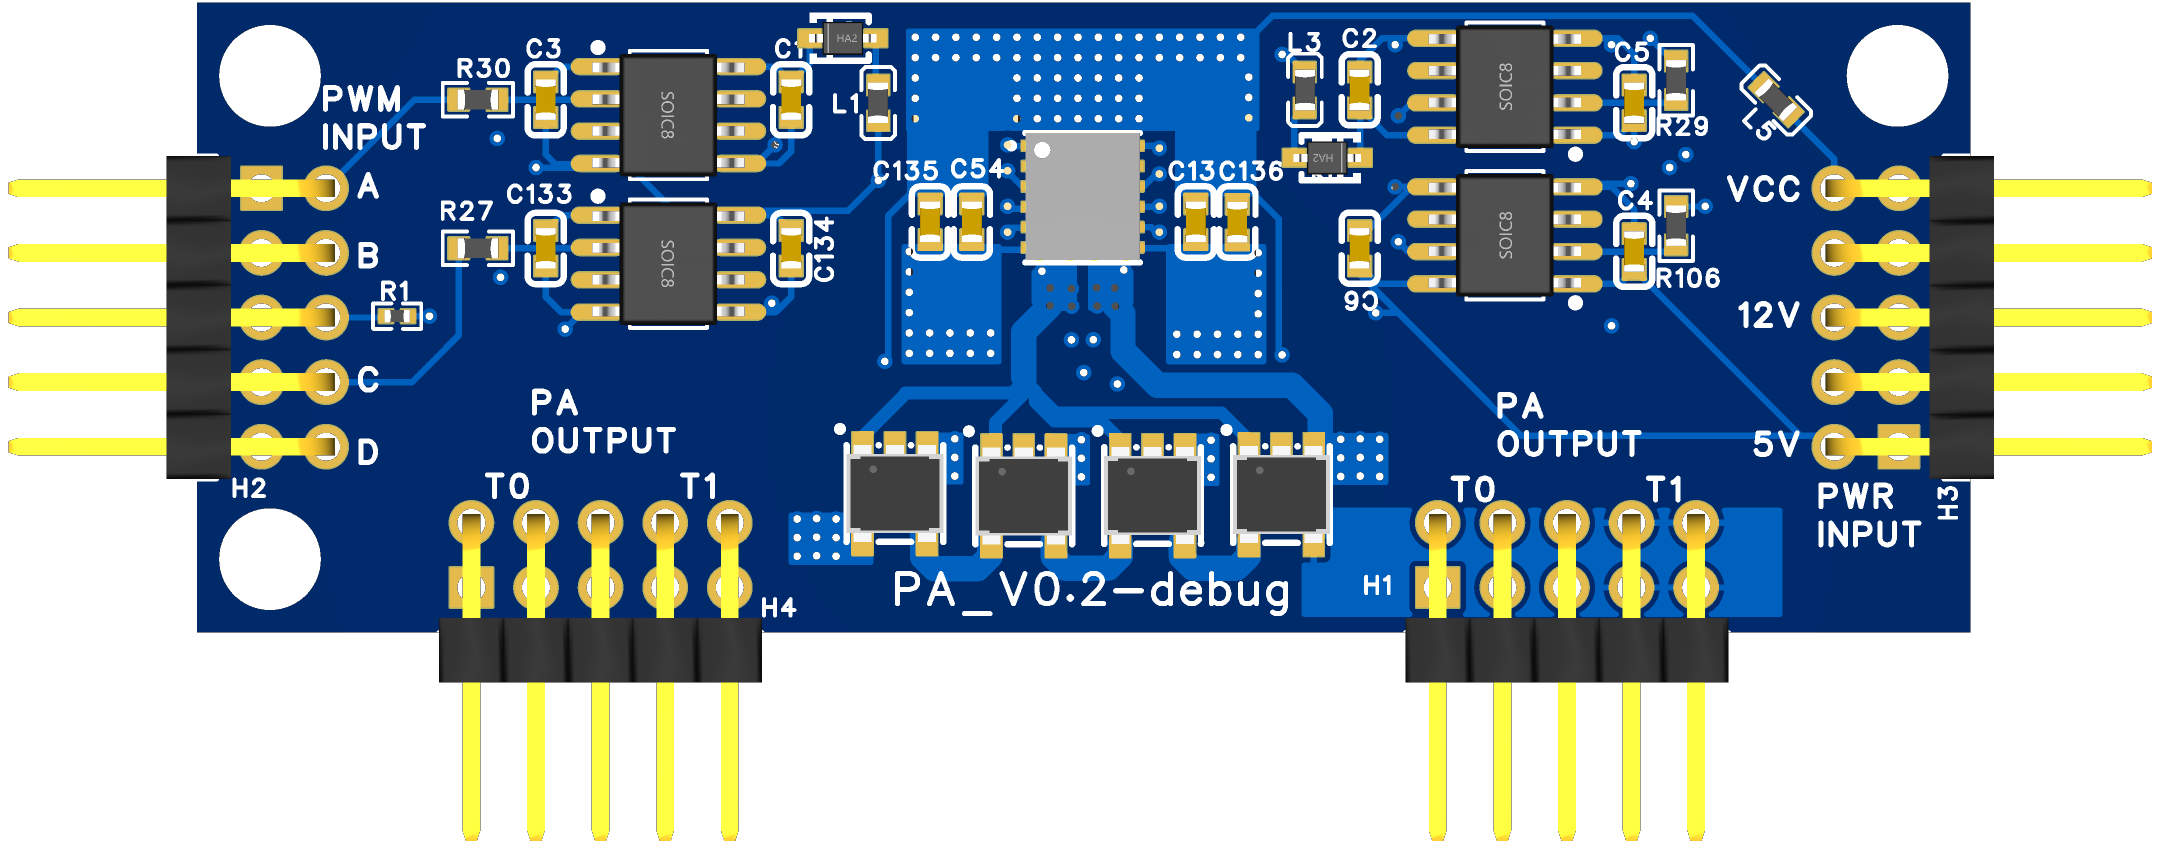 HA2
C3
C1
L3
C2
C5
R30
PWM
INPUT
SOIC8
L1
SOIC8
R29
L5
HA2
C135
C54
C13
C136
A
VCC
C133
R27
C4
B
SOIC8
C134
SOIC8
R106
R1
C6
12V
C
PA
OUTPUT
PA
OUTPUT
D
5V
H2
T0
T1
T0
T1
PWR
INPUT
H3
PA_V0.2-debug
H1
H4